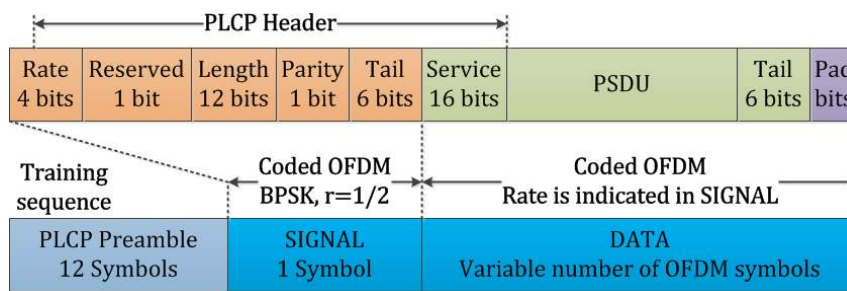 PLCP Header
Rate Reserved Length Parity Tail Service PSDU Tail Pad
4 bits 1 bit 12 bits 1 bit 6 bits 16 bits 6 bits bits
Training sequence
Coded OFDM
BPSK, r=1/2
Coded OFDM
Rate is indicated in SIGNAL
PLCP Preamble
12 Symbols
SIGNAL
1 Symbol
DATA
Variable number of OFDM symbols